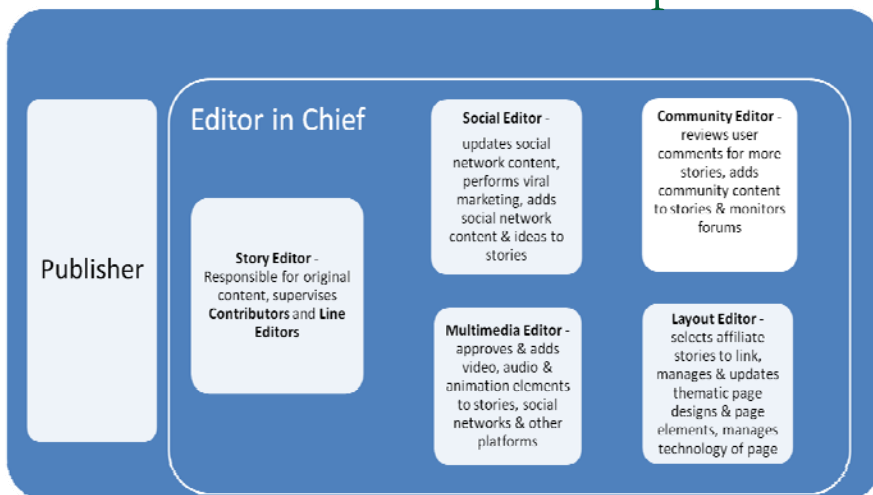 Publisher
Editor in Chief
Story Editor -
Responsible for original
content, supervises
Contributors and Line
Editors
Social Editor -
updates social
network content,
performs viral
marketing, adds
social network
content & ideas to
stories
Community Editor -
reviews user
comments for more
stories, adds
community content
to stories & monitors
forums
Multimedia Editor -
approves & adds
video, audio &
animation elements
to stories, social
networks & other
platforms
Layout Editor -
selects affiliate
stories to link,
manages & updates
thematic page
designs & page
elements, manages
technology of page